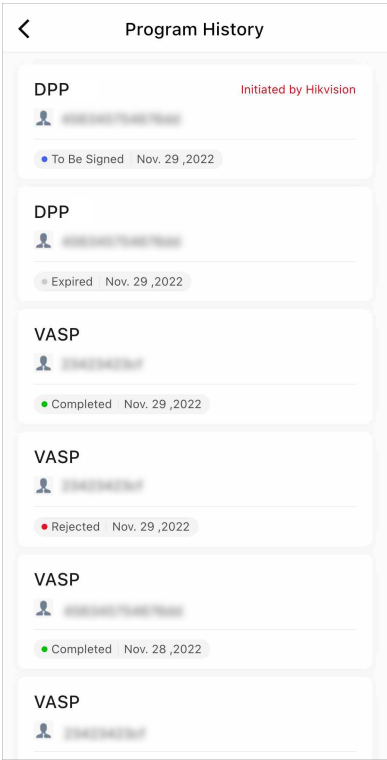 Program History
DPP
Initiated by Hikvision
To Be Signed Nov. 29 ,2022
DPP
Expired Nov. 29 ,2022
VASP
Completed Nov. 29 ,2022
VASP
Rejected Nov. 29 ,2022
VASP
Completed Nov. 28 ,2022
VASP